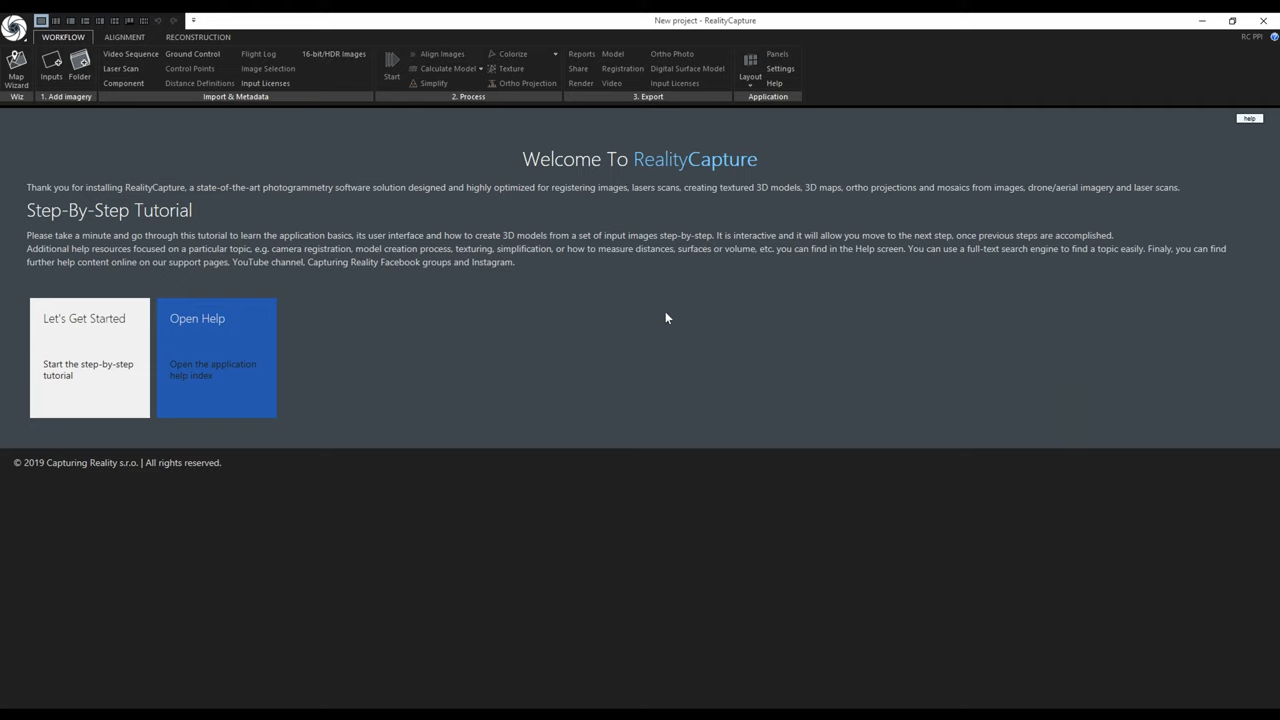 New project - RealityCapture
WORKFLOW ALIGNMENT RECONSTRUCTION RC PPI
Map Wizard Inputs Folder
Video Sequence Ground Control Flight Log 16-bit/HDR Images
Laser Scan Control Points Image Selection
Component Distance Definitions Input Licenses
Start Align Images Colorize
Calculate Model Texture
Simplify Ortho Projection
Reports Model Ortho Photo
Share Registration Digital Surface Model
Render Video Input Licenses
Layout Panels
Settings
Help
Wiz 1. Add imagery Import & Metadata 2. Process 3. Export Application
help
Welcome To RealityCapture
Thank you for installing RealityCapture, a state-of-the-art photogrammetry software solution designed and highly optimized for registering images, lasers scans, creating textured 3D models, 3D maps, ortho projections and mosaics from images, drone/aerial imagery and laser scans.
Step-By-Step Tutorial
Please take a minute and go through this tutorial to learn the application basics, its user interface and how to create 3D models from a set of input images step-by-step. It is interactive and it will allow you move to the next step, once previous steps are accomplished.
Additional help resources focused on a particular topic, e.g. camera registration, model creation process, texturing, simplification, or how to measure distances, surfaces or volume, etc. you can find in the Help screen. You can use a full-text search engine to find a topic easily. Finaly, you can find
further help content online on our support pages, YouTube channel, Capturing Reality Facebook groups and Instagram.
Let's Get Started
Start the step-by-step
tutorial
Open Help
Open the application
help index
© 2019 Capturing Reality s.r.o. | All rights reserved.